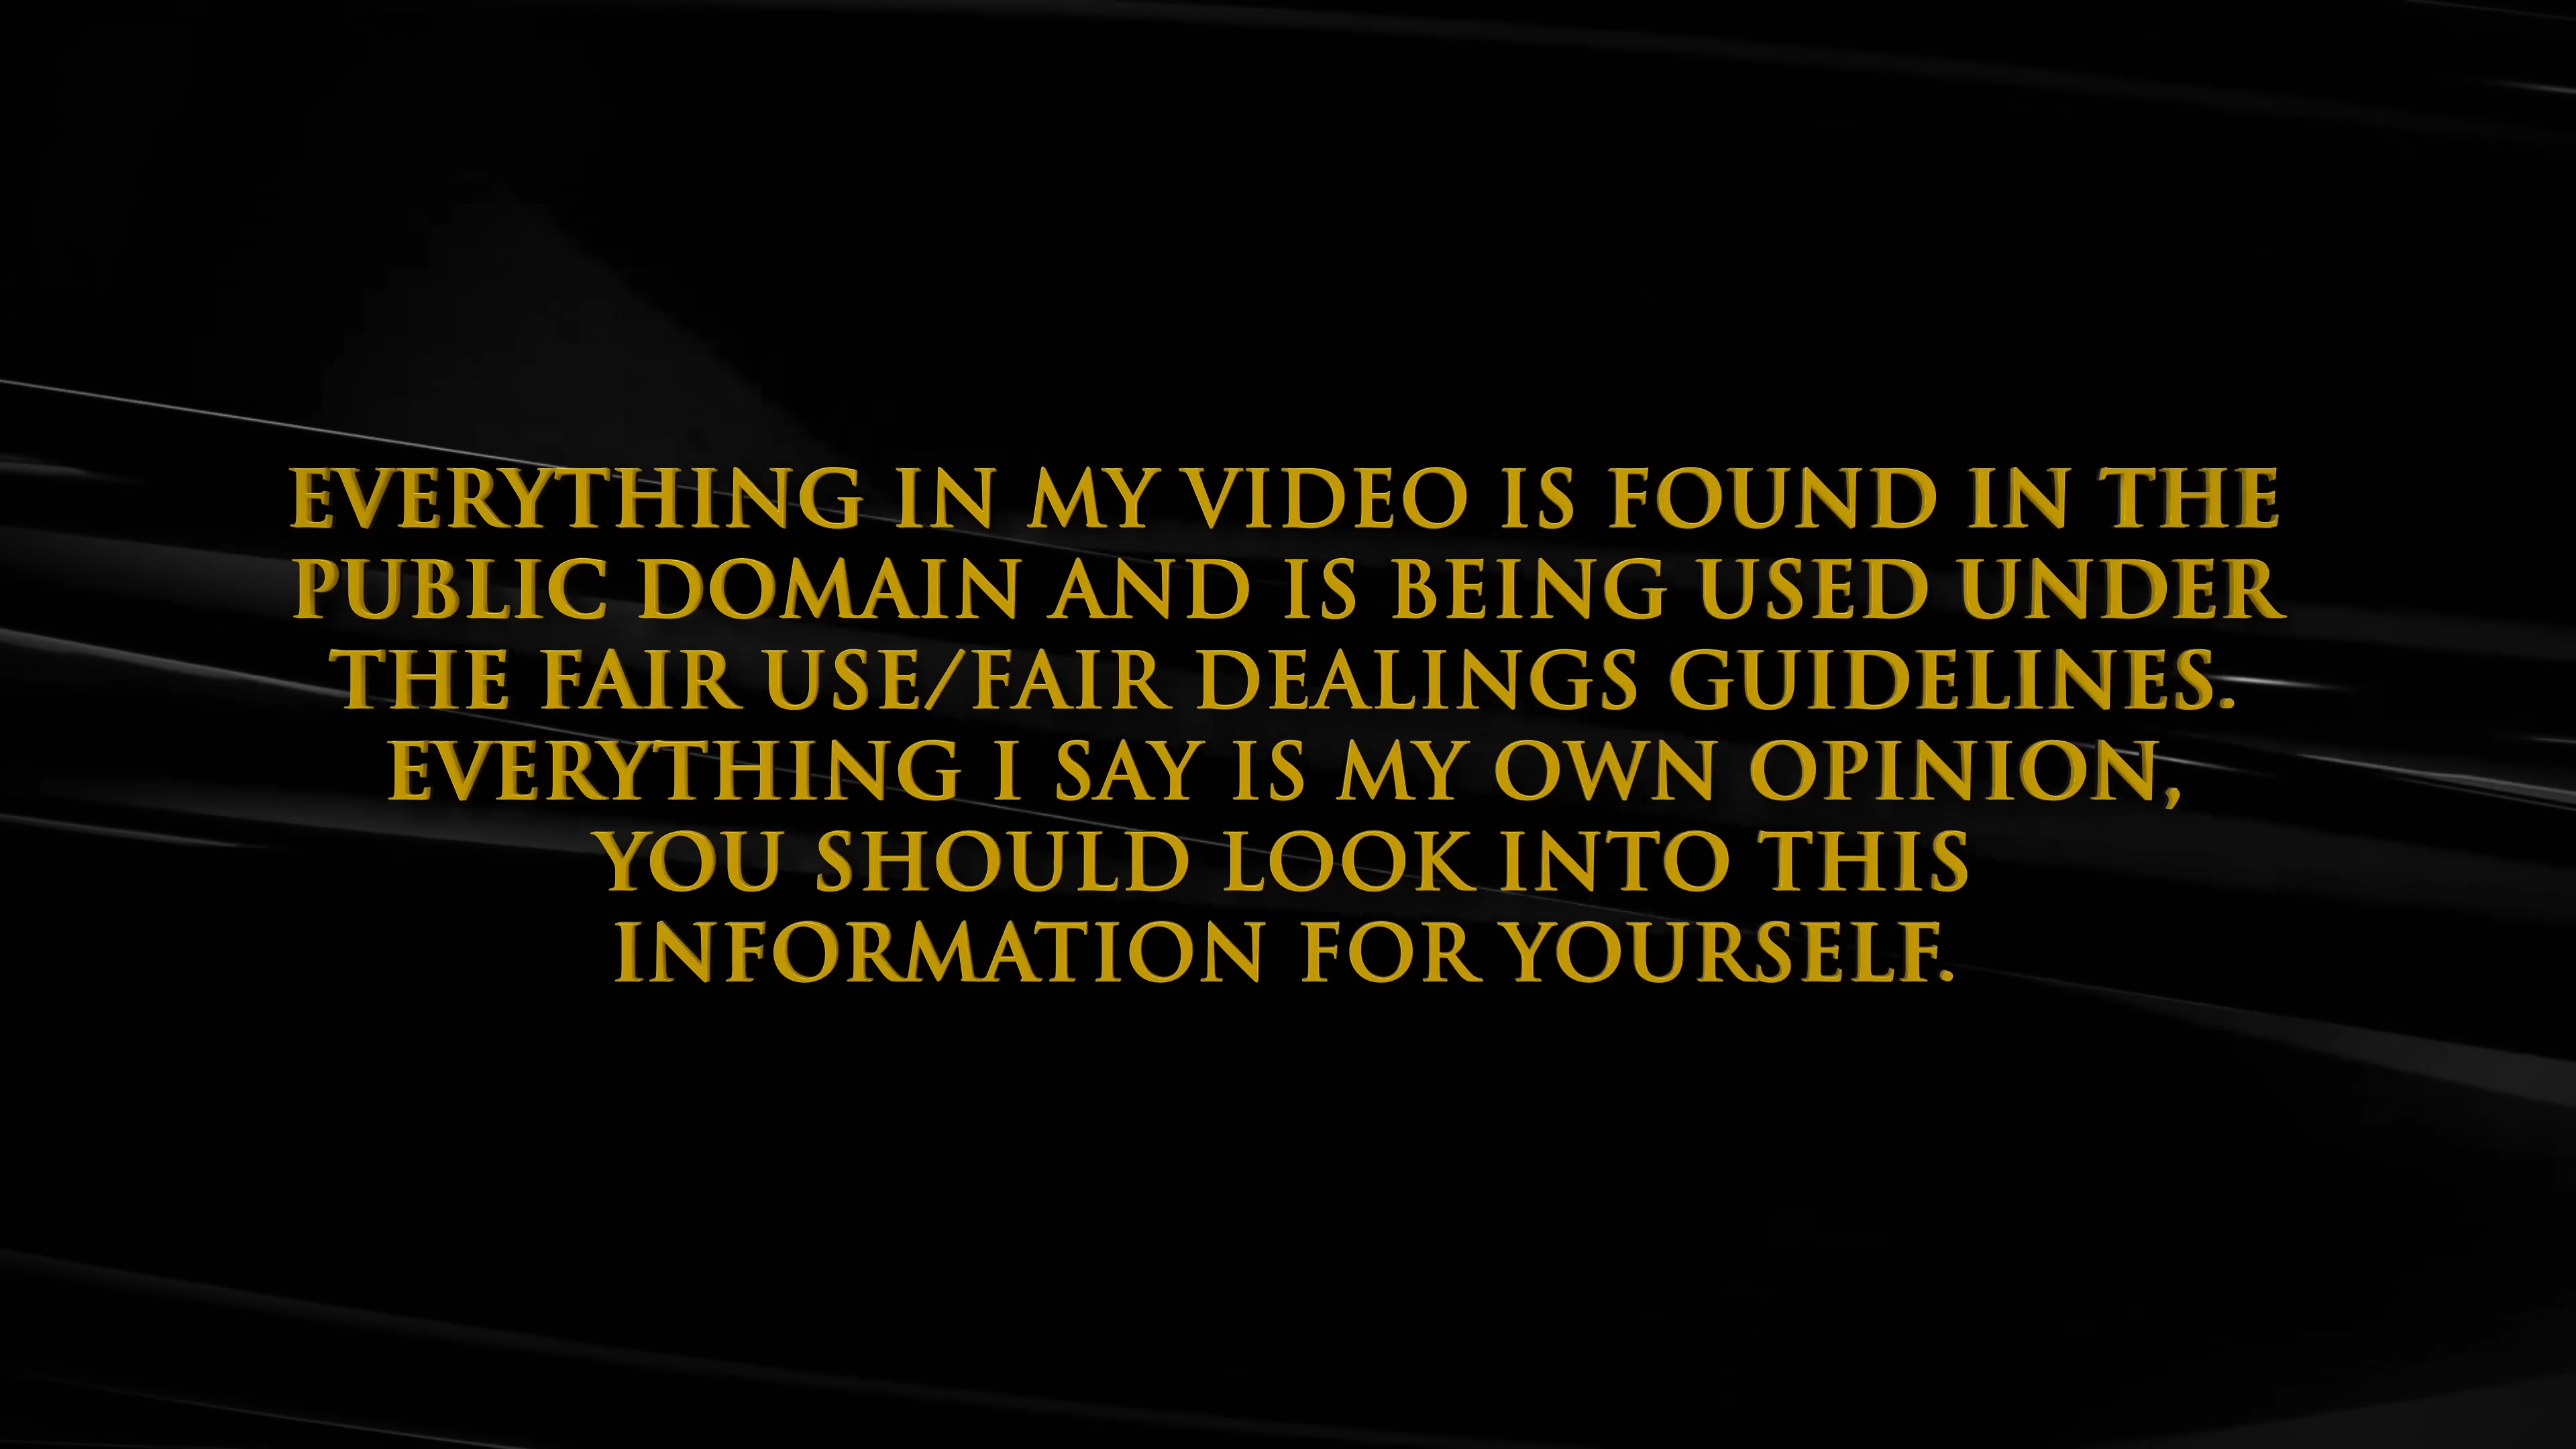 EVERYTHING IN MY VIDEO IS FOUND IN THE
PUBLIC DOMAIN AND IS BEING USED UNDER
THE FAIR USE/FAIR DEALINGS GUIDELINES.
EVERYTHING I SAY IS MY OWN OPINION,
YOU SHOULD LOOK INTO THIS
INFORMATION FOR YOURSELF.